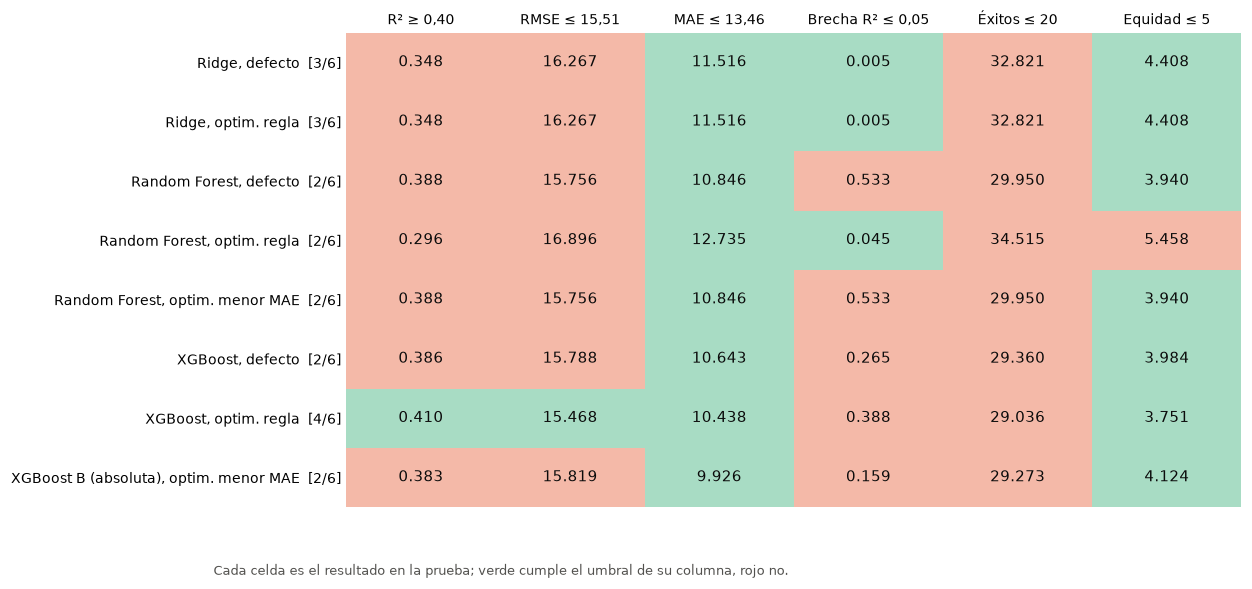 R² ≥ 0,40 RMSE ≤ 15,51 MAE ≤ 13,46 Brecha R² ≤ 0,05 Éxitos ≤ 20 Equidad ≤ 5
Ridge, defecto [3/6] 0.348 16.267 11.516 0.005 32.821 4.408
Ridge, optim. regla [3/6] 0.348 16.267 11.516 0.005 32.821 4.408
Random Forest, defecto [2/6] 0.388 15.756 10.846 0.533 29.950 3.940
Random Forest, optim. regla [2/6] 0.296 16.896 12.735 0.045 34.515 5.458
Random Forest, optim. menor MAE [2/6] 0.388 15.756 10.846 0.533 29.950 3.940
XGBoost, defecto [2/6] 0.386 15.788 10.643 0.265 29.360 3.984
XGBoost, optim. regla [4/6] 0.410 15.468 10.438 0.388 29.036 3.751
XGBoost B (absoluta), optim. menor MAE [2/6] 0.383 15.819 9.926 0.159 29.273 4.124
Cada celda es el resultado en la prueba; verde cumple el umbral de su columna, rojo no.